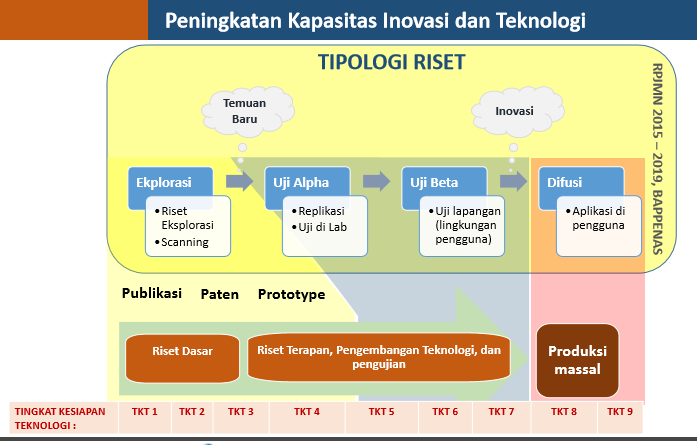 Peningkatan Kapasitas Inovasi dan Teknologi
TIPOLOGI RISET
RPJMN 2015 – 2019, BAPPENAS
Temuan
Baru
Inovasi
Ekplorasi
• Riset
Eksplorasi
• Scanning
Uji Alpha
• Replikasi
• Uji di Lab
Uji Beta
• Uji lapangan
(lingkungan
pengguna)
Difusi
• Aplikasi di
pengguna
Publikasi Paten Prototype
Riset Dasar
Riset Terapan, Pengembangan Teknologi, dan
pengujian
Produksi
massal
TINGKAT KESIAPAN
TEKNOLOGI :
TKT 1 TKT 2 TKT 3 TKT 4 TKT 5 TKT 6 TKT 7 TKT 8 TKT 9